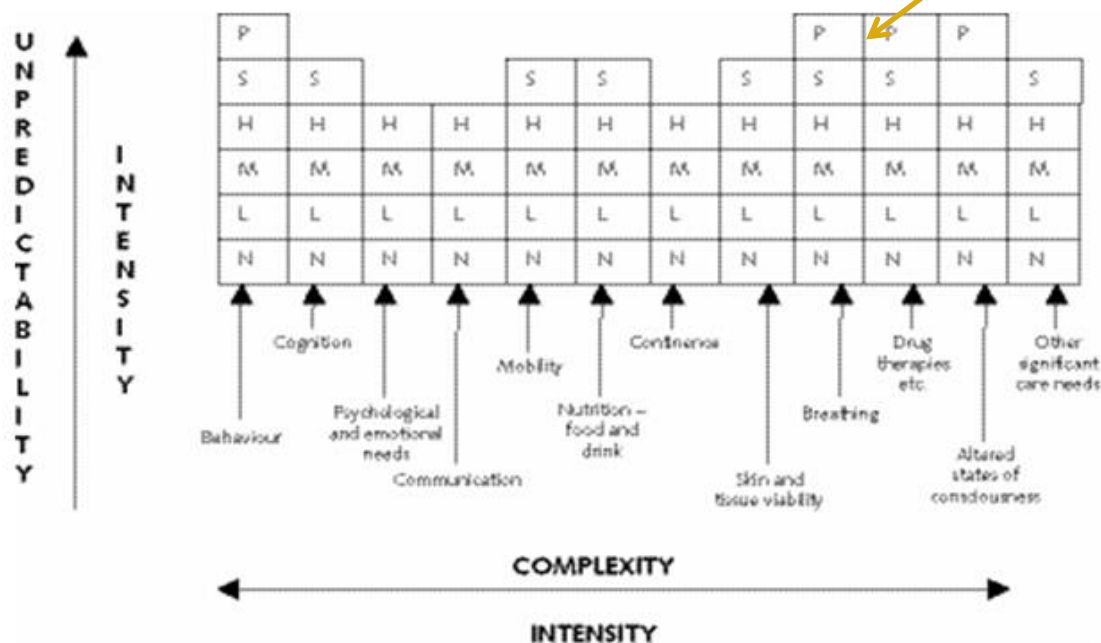 UNPREDICTABILITY
INTENSITY
P P P P
S S S S S S S S
H H H H H H H H H H H H
M M M M M M M M M M M M
L L L L L L L L L L L L
N N N N N N N N N N N N
Behaviour
Cognition
Psychological
and emotional
needs
Communication
Mobility
Nutrition –
food and
drink
Continence
Skin and
tissue viability
Breathing
Drug
therapies
etc.
Altered
states of
consciousness
Other
significant
care needs
COMPLEXITY
INTENSITY